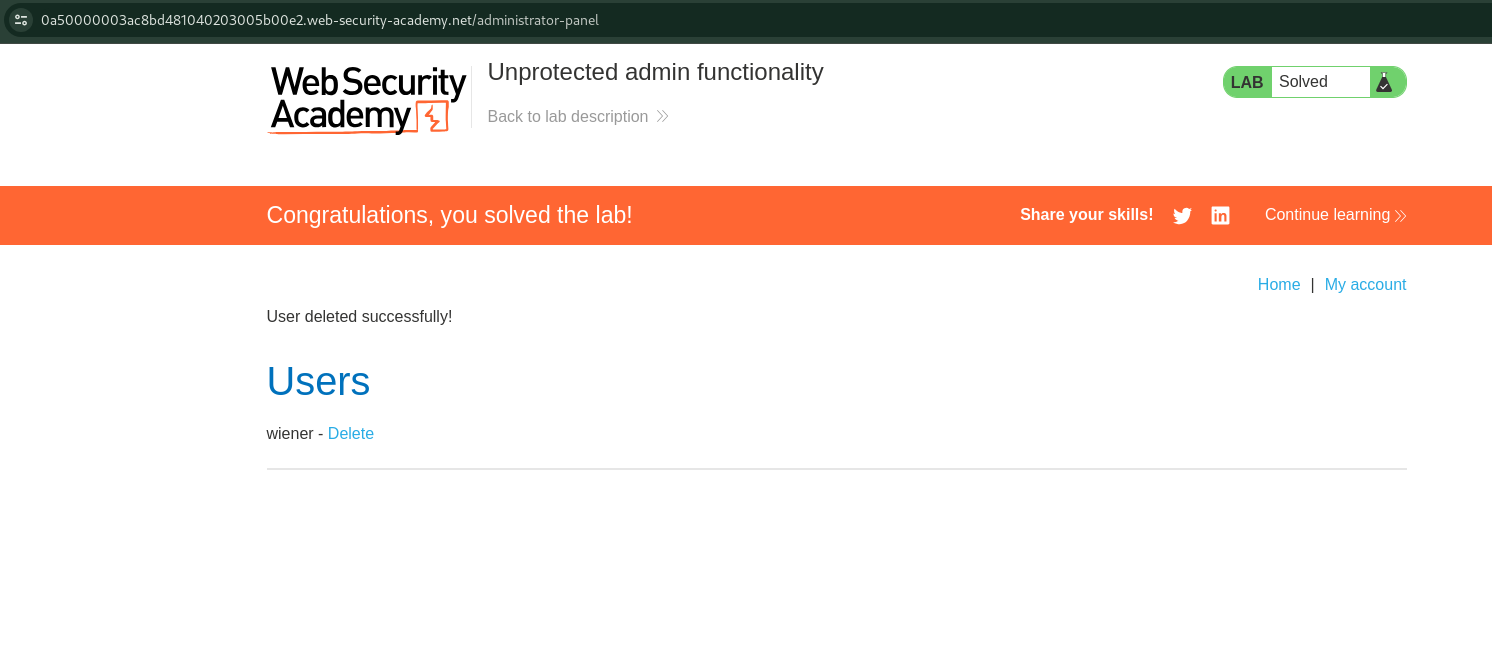 0a50000003ac8bd481040203005b00e2.web-security-academy.net/administrator-panel
Web Security
Academy
Unprotected admin functionality
Back to lab description
LAB Solved
Congratulations, you solved the lab!
Share your skills!
Continue learning
Home | My account
User deleted successfully!
Users
wiener - Delete